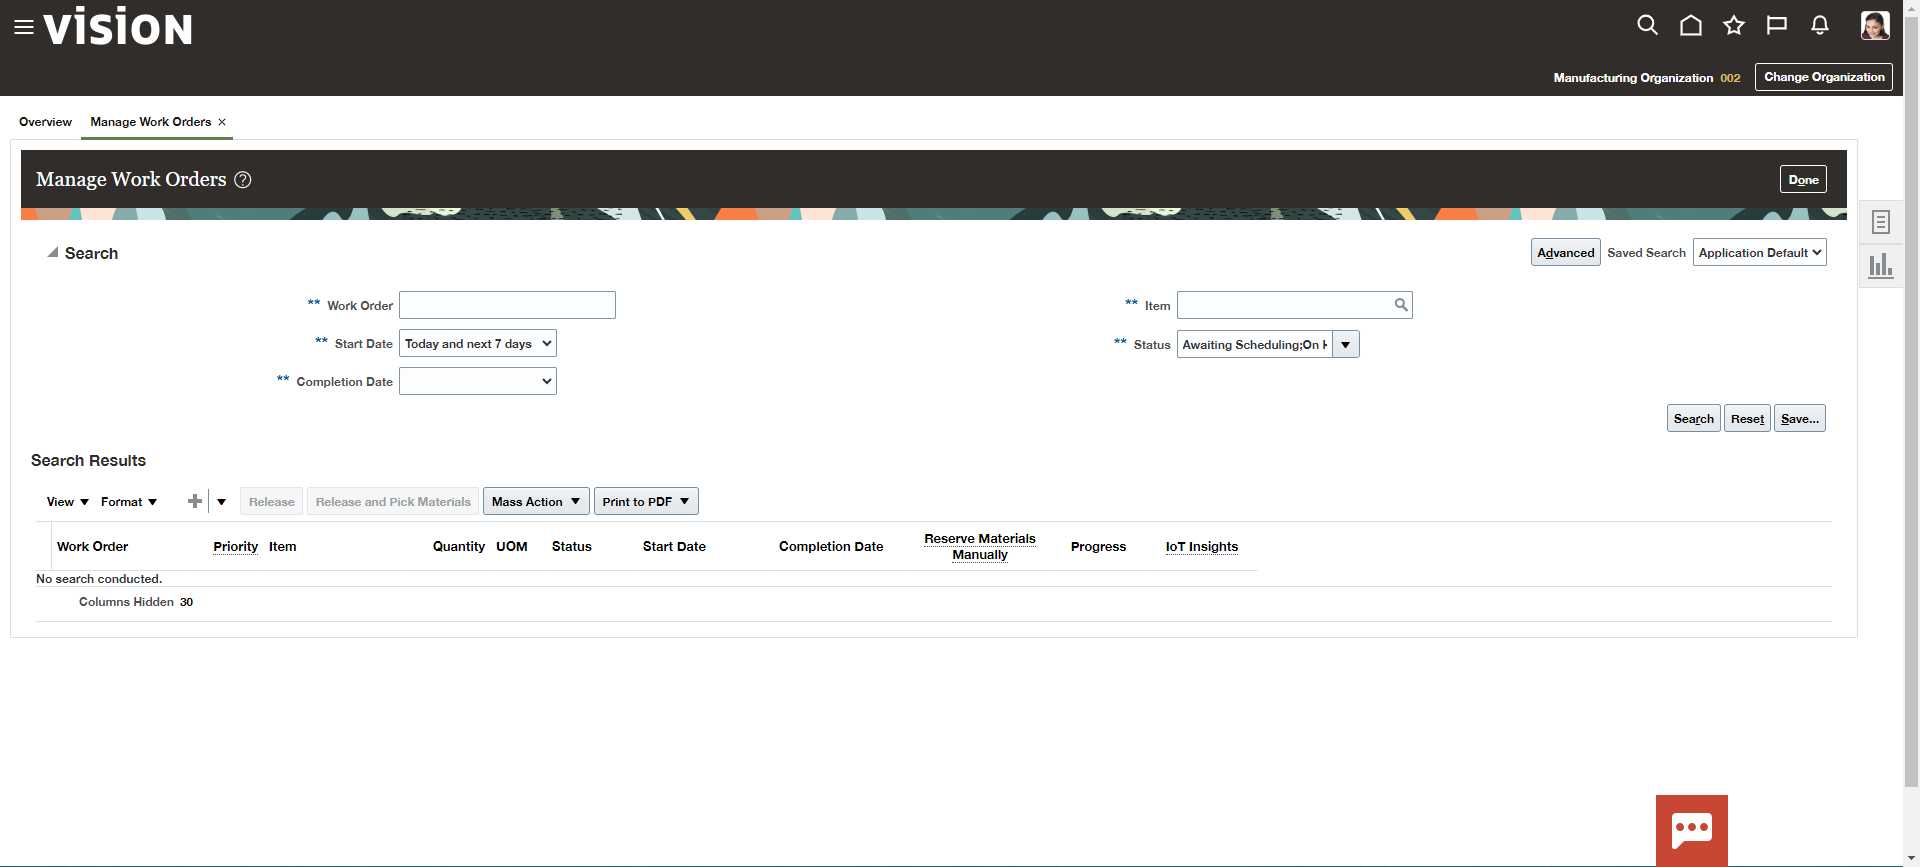 VISION
Manufacturing Organization 002 Change Organization
Overview Manage Work Orders ×
Manage Work Orders ? Done
Search Advanced Saved Search Application Default
** Work Order ** Item
** Start Date Today and next 7 days ** Status Awaiting Scheduling;On
** Completion Date
Search Reset Save...
Search Results
View Format Release Release and Pick Materials Mass Action Print to PDF
Work Order Priority Item Quantity UOM Status Start Date Completion Date Reserve Materials Manually Progress IoT Insights
No search conducted.
Columns Hidden 30